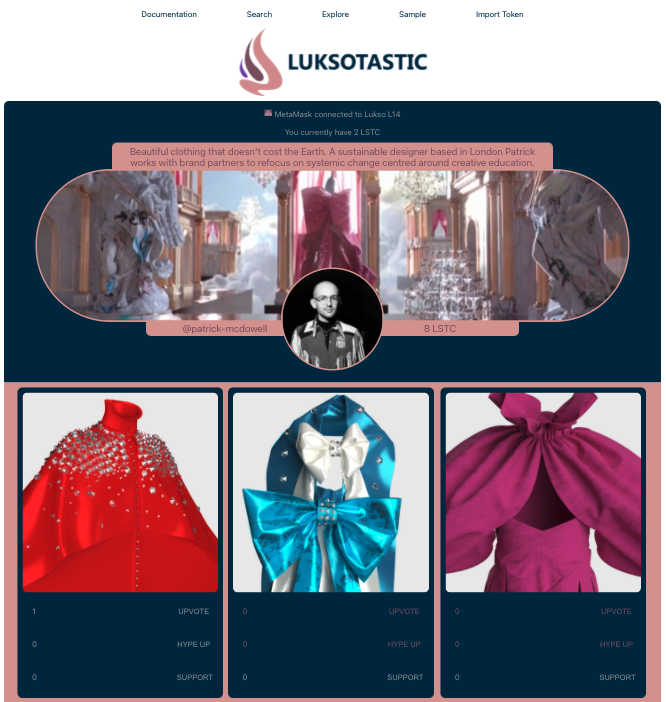 Documentation Search Explore Sample Import Token
LUKSOTASTIC
MetaMask connected to Lukso L14
You currently have 2 LSTC
Beautiful clothing that doesn't cost the Earth. A sustainable designer based in London Patrick
works with brand partners to refocus on systemic change centred around creative education.
@patrick-mcdowell 8 LSTC
1 UPVOTE 0 UPVOTE 0 UPVOTE
0 HYPE UP 0 HYPE UP 0 HYPE UP
0 SUPPORT 0 SUPPORT 0 SUPPORT